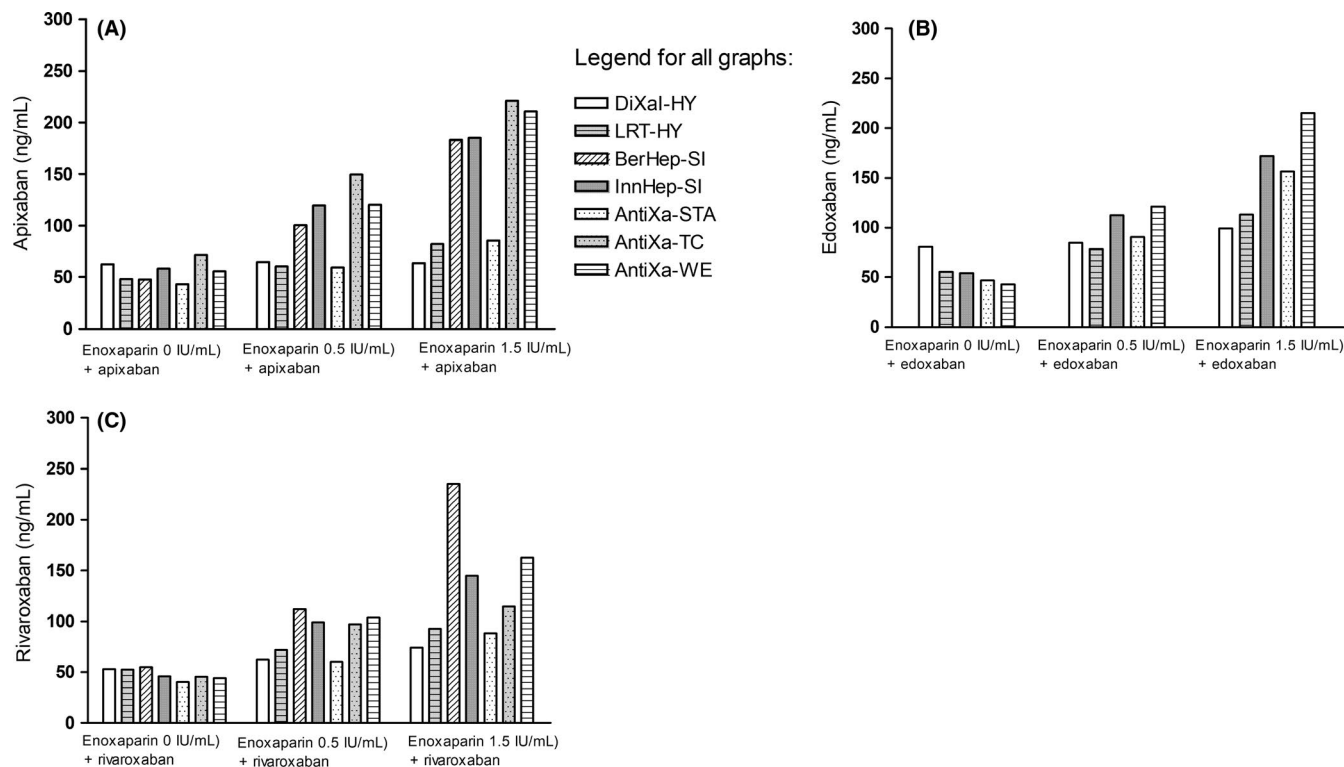 (A)
300
250
200
150
100
50
0
Apixaban (ng/mL)
Enoxaparin 0 IU/mL)
+ apixaban
Enoxaparin 0.5 IU/mL)
+ apixaban
Enoxaparin 1.5 IU/mL)
+ apixaban
Legend for all graphs:
DiXal-HY
LRT-HY
BerHep-SI
InnHep-SI
AntiXa-STA
AntiXa-TC
AntiXa-WE
(B)
300
250
200
150
100
50
0
Edoxaban (ng/mL)
Enoxaparin 0 IU/mL)
+ edoxaban
Enoxaparin 0.5 IU/mL)
+ edoxaban
Enoxaparin 1.5 IU/mL)
+ edoxaban
(C)
300
250
200
150
100
50
0
Rivaroxaban (ng/mL)
Enoxaparin 0 IU/mL)
+ rivaroxaban
Enoxaparin 0.5 IU/mL)
+ rivaroxaban
Enoxaparin 1.5 IU/mL)
+ rivaroxaban